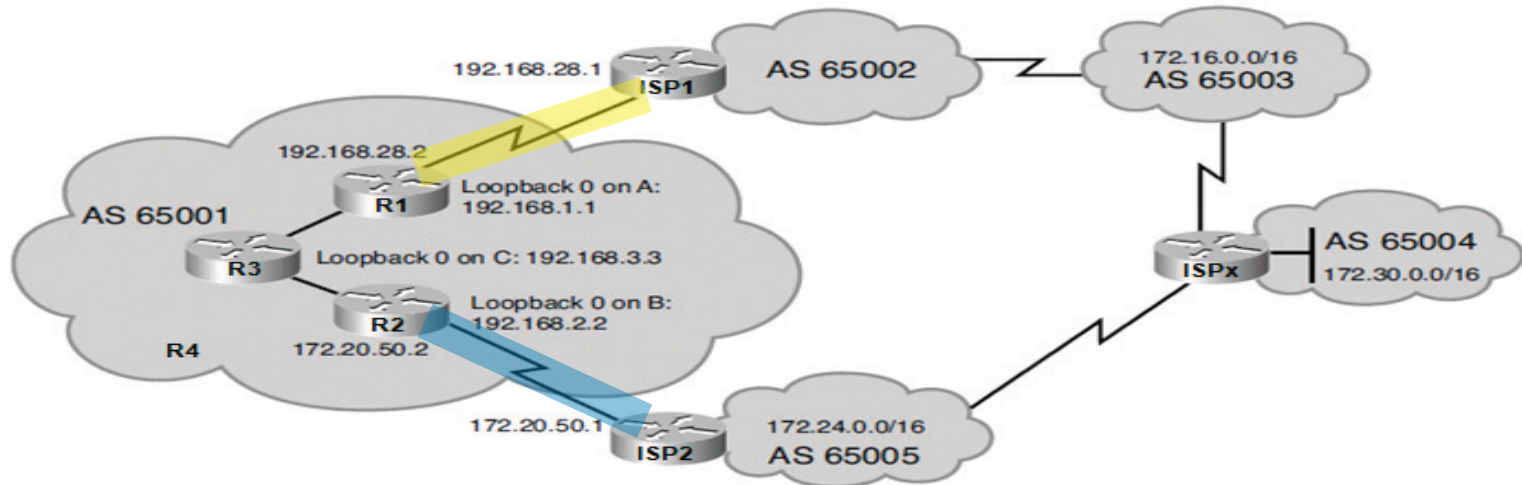 192.168.28.1
ISP1
AS 65002
172.16.0.0/16
AS 65003
192.168.28.2
R1
Loopback 0 on A:
192.168.1.1
AS 65001
R3
Loopback 0 on C: 192.168.3.3
R2
Loopback 0 on B:
192.168.2.2
R4
172.20.50.2
ISPx
AS 65004
172.30.0.0/16
172.20.50.1
ISP2
172.24.0.0/16
AS 65005